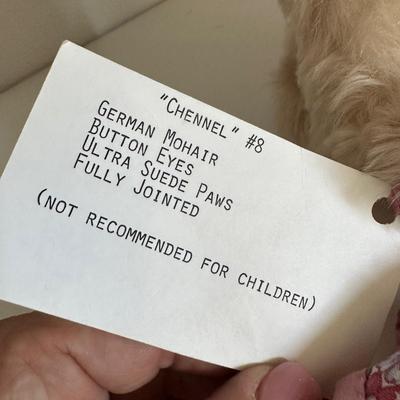 "CHENNEL" #8
GERMAN MOHAIR
BUTTON EYES
ULTRA SUEDE PAWS
FULLY JOINTED
(NOT RECOMMENDED FOR CHILDREN)